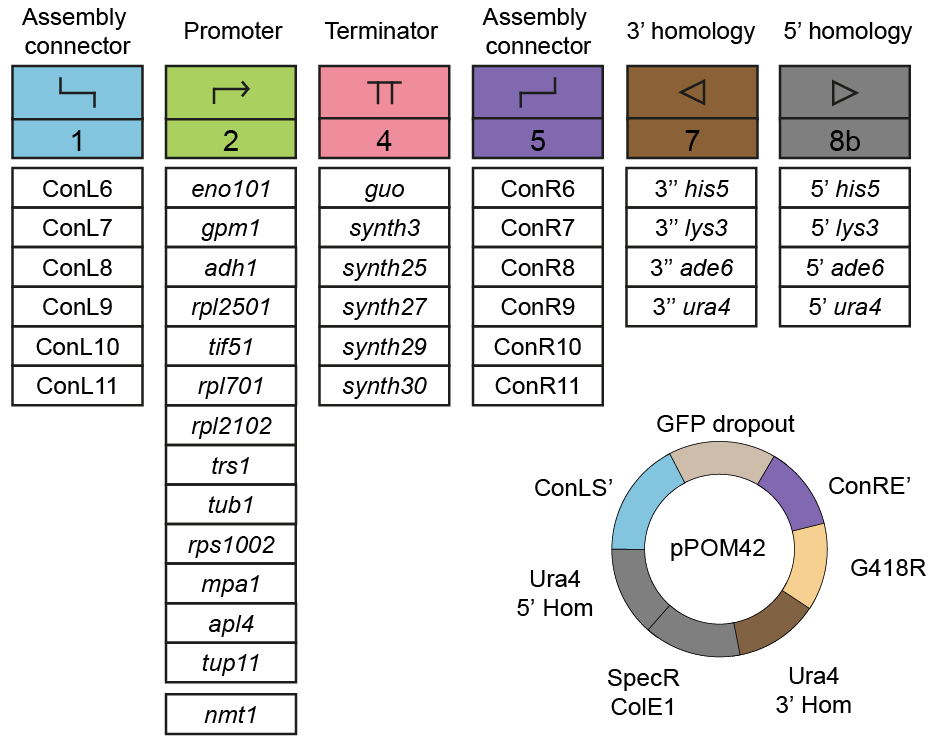 Assembly
connector
Promoter
Terminator
Assembly
connector
3’ homology
5’ homology
1
2
4
5
7
8b
ConL6
ConL7
ConL8
ConL9
ConL10
ConL11
eno101
gpm1
adh1
rpl2501
tif51
rpl701
rpl2102
trs1
tub1
rps1002
mpa1
apl4
tup11
nmt1
guo
synth3
synth25
synth27
synth29
synth30
ConR6
ConR7
ConR8
ConR9
ConR10
ConR11
3’’ his5
3’’ lys3
3’’ ade6
3’’ ura4
5’ his5
5’ lys3
5’ ade6
5’ ura4
GFP dropout
ConLS’
ConRE’
pPOM42
G418R
Ura4
5’ Hom
SpecR
ColE1
Ura4
3’ Hom